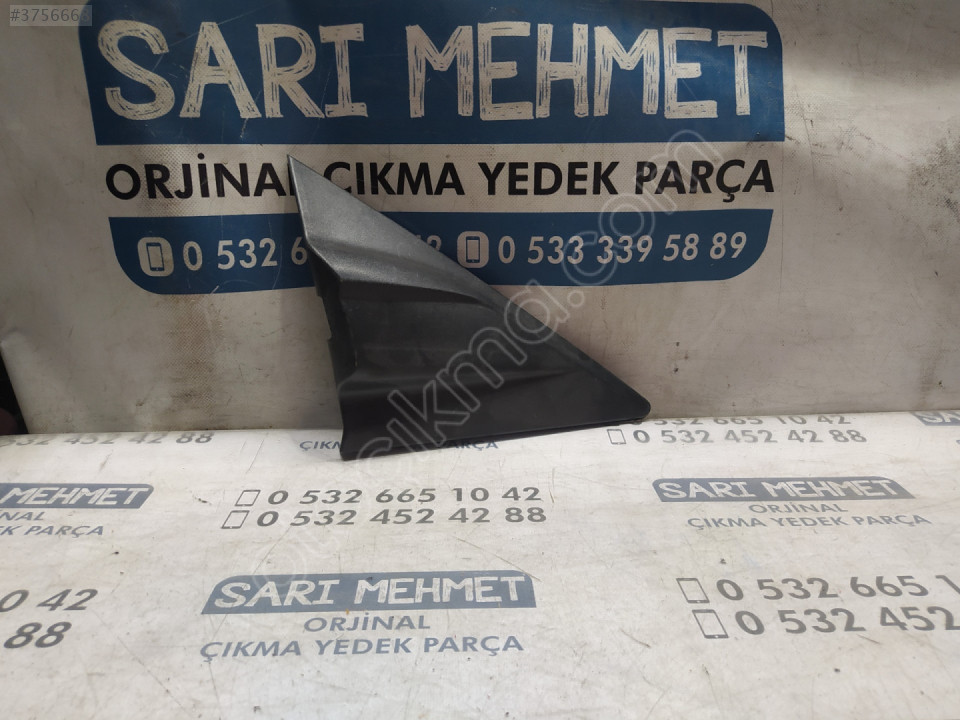 #375666
SARI MEHMET
ORJİNAL ÇIKMA YEDEK PARÇA
0 532 6
0 533 339 58 89
0 532 665 10 42
ÇIKMA
0 532 452 42 88
452 42 88
SARI MEHMET
ORJİNAL
YEDEK PARÇA
0 532 665 10 42
0 532 452 42 88
SARI MEHMET
ORJİNAL
ÇIKMA YEDEK PARÇA
0 42
88
SARI MEHMET
ORJİNAL
ÇIKMA YEDEK PARÇA
0 532 665 1
0 532 452